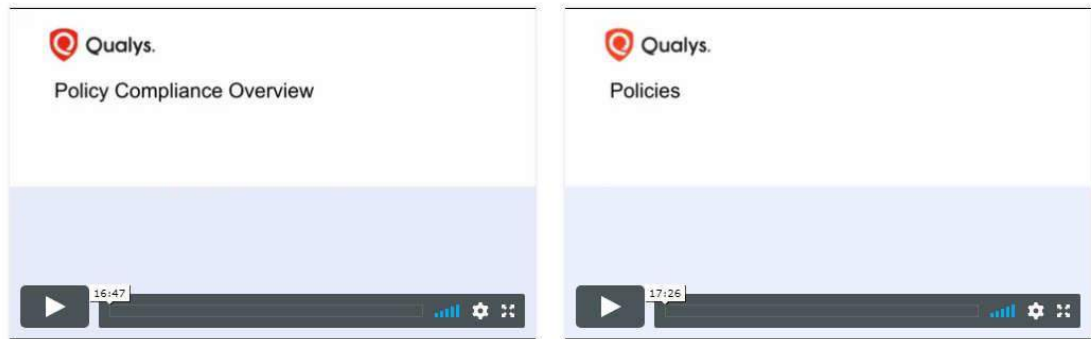 Qualys.
Policy Compliance Overview
16:47
Qualys.
Policies
17:26